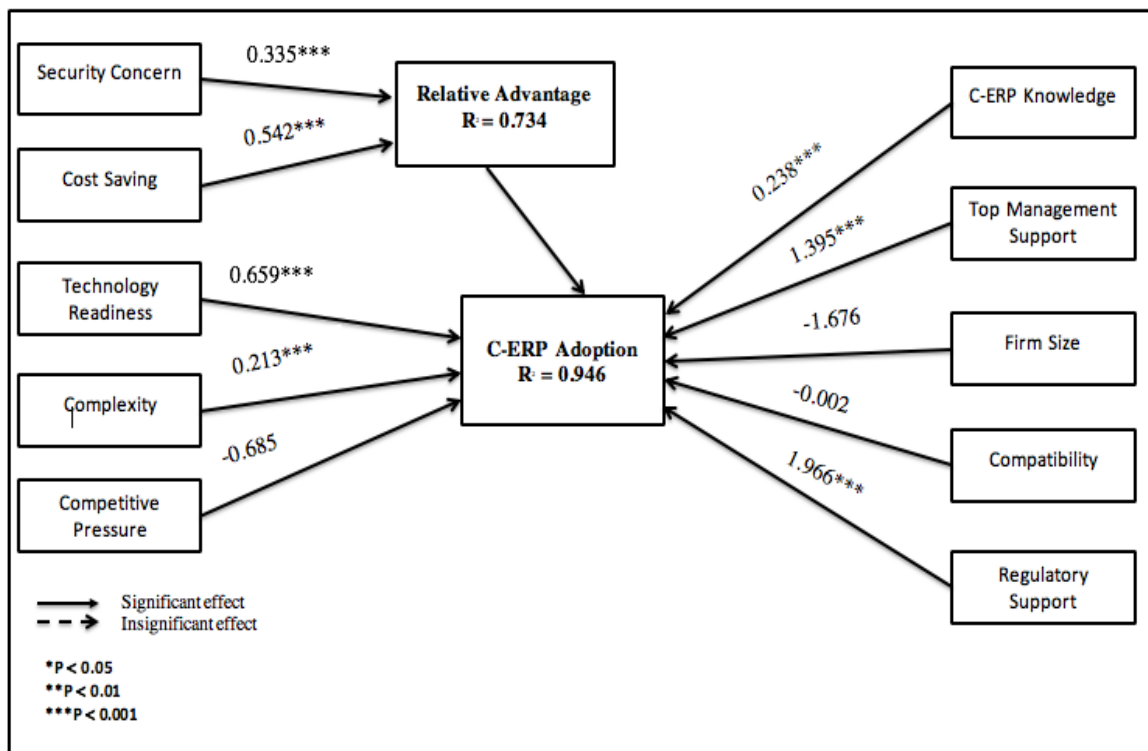 Security Concern
0.335***
Relative Advantage
R² = 0.734
Cost Saving
0.542***
Technology
Readiness
0.659***
Complexity
0.213***
Competitive
Pressure
-0.685
C-ERP Adoption
R² = 0.946
C-ERP Knowledge
0.238***
Top Management
Support
1.395***
Firm Size
-1.676
Compatibility
-0.002
Regulatory
Support
1.966***
Significant effect
Insignificant effect
*P < 0.05
**P < 0.01
***P < 0.001